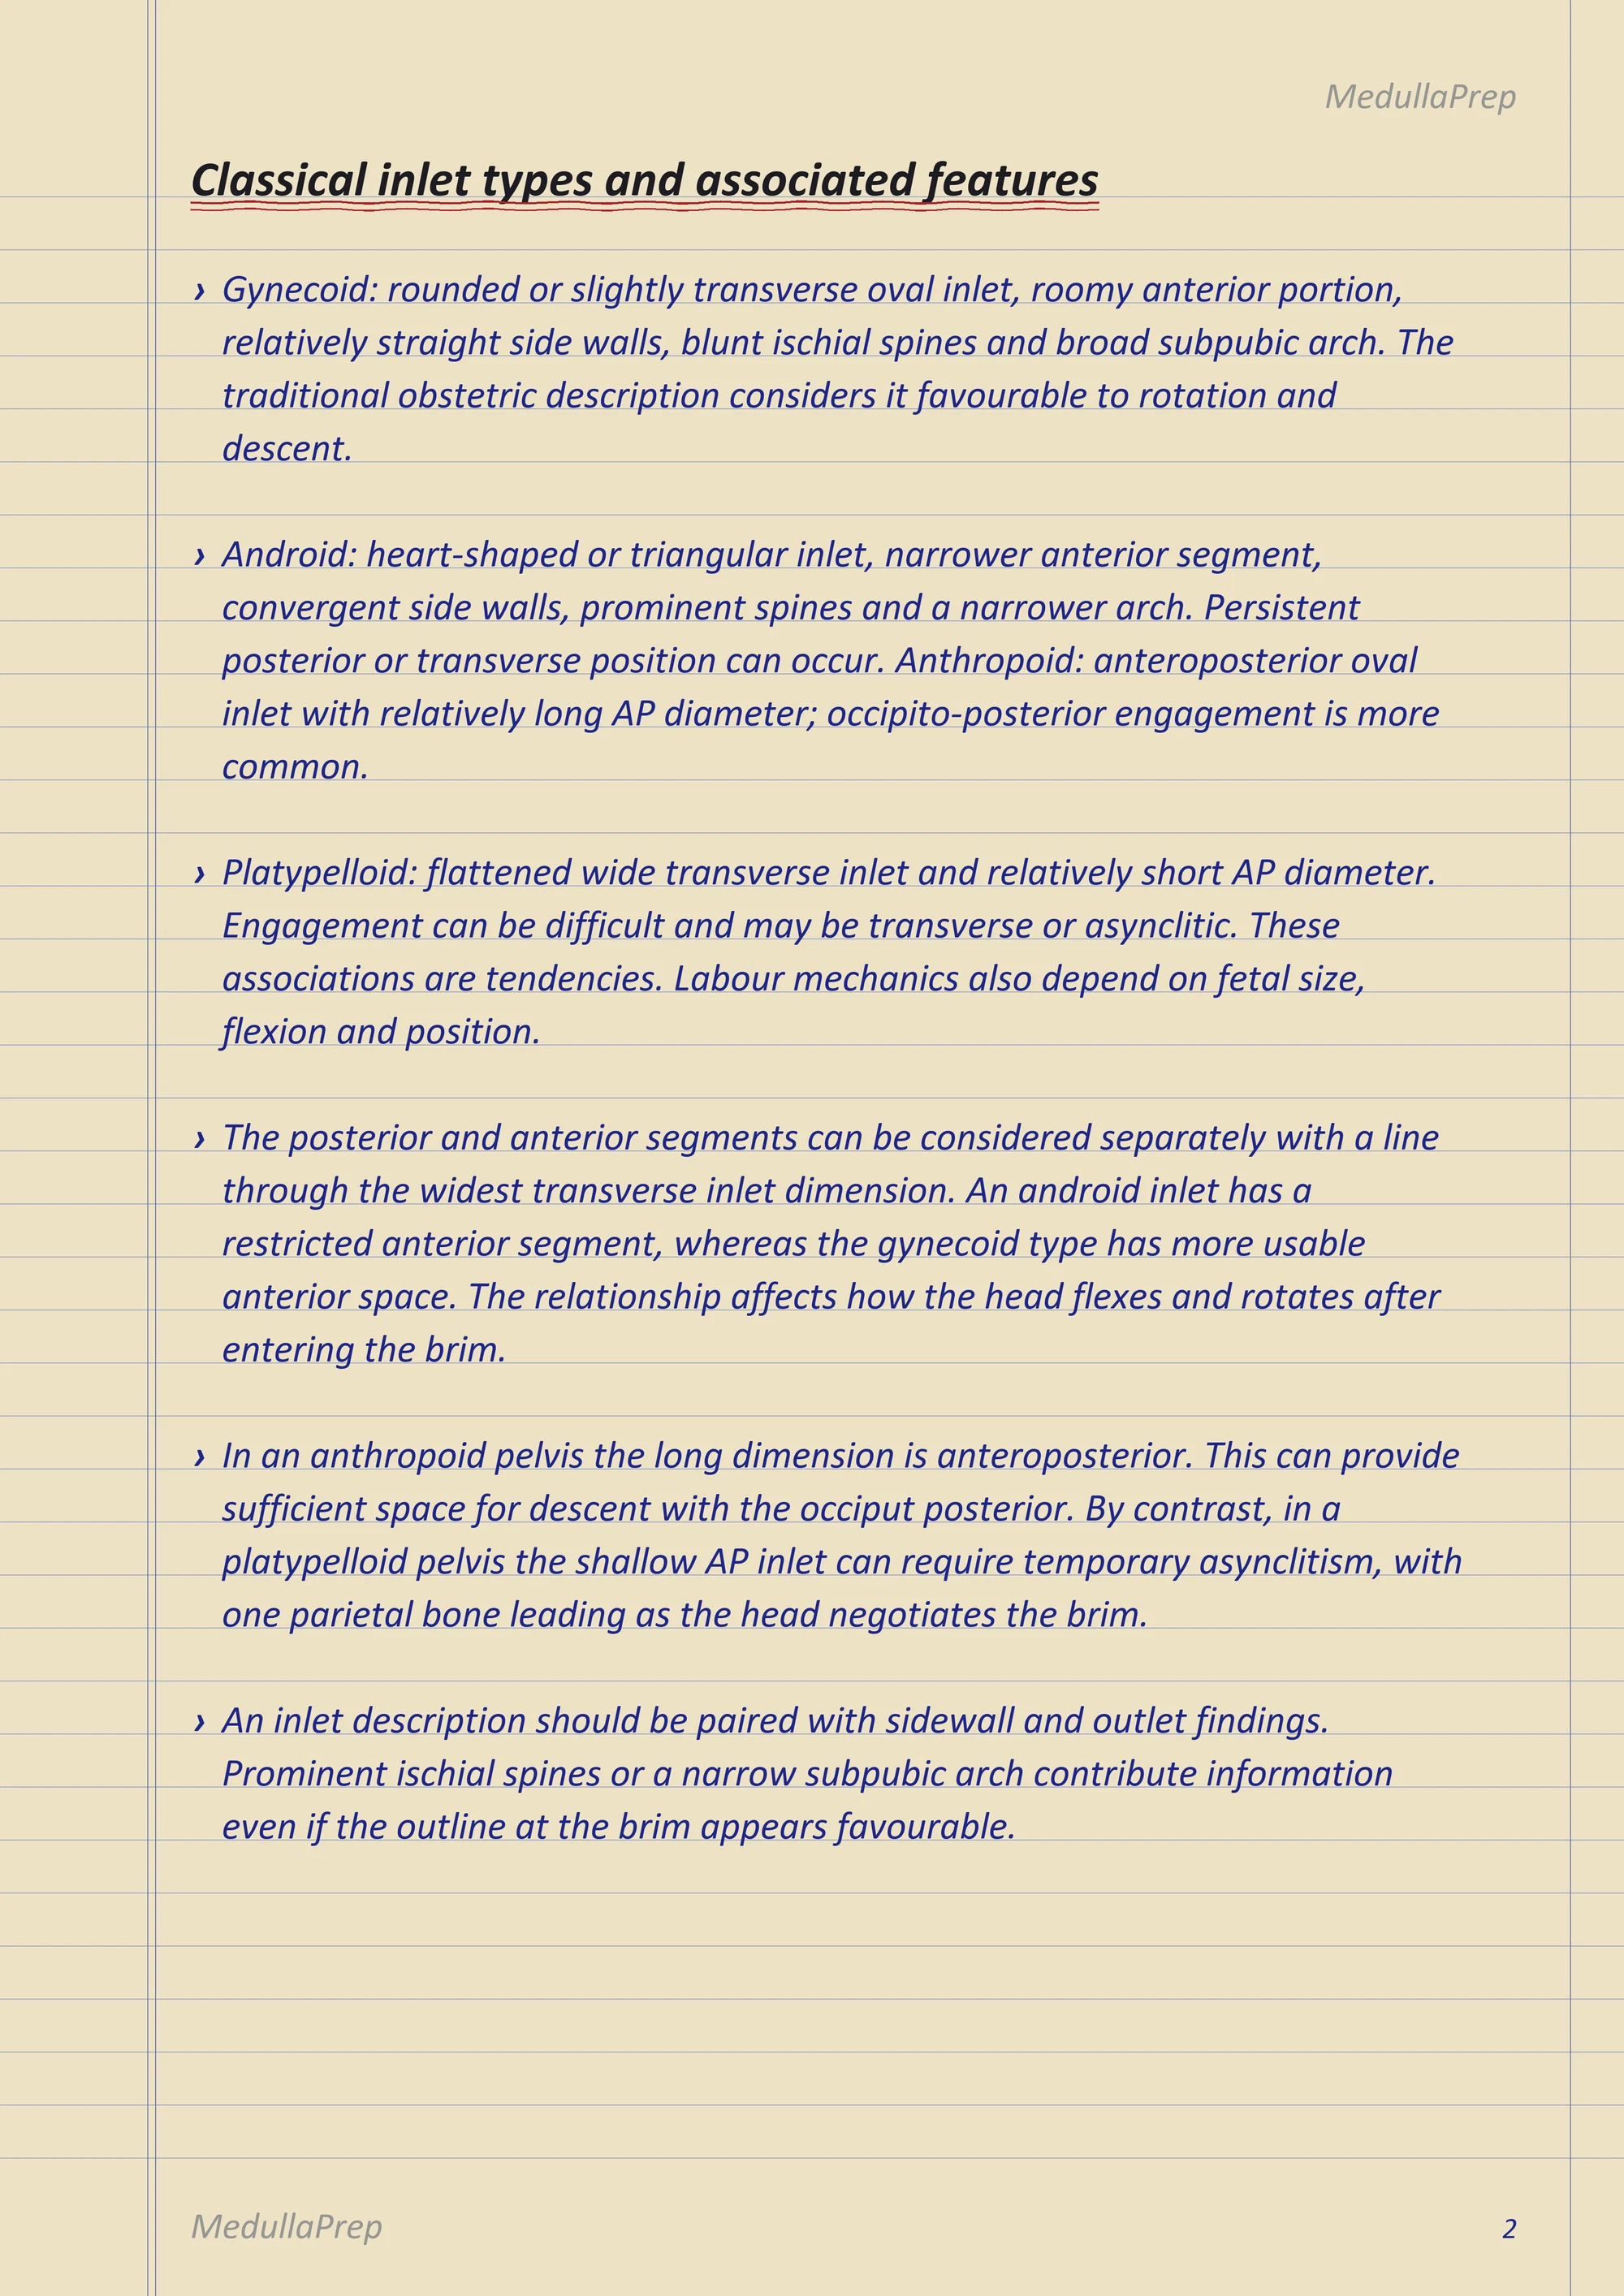 MedullaPrep
Classical inlet types and associated features
› Gynecoid: rounded or slightly transverse oval inlet, roomy anterior portion,
relatively straight side walls, blunt ischial spines and broad subpubic arch. The
traditional obstetric description considers it favourable to rotation and
descent.
› Android: heart-shaped or triangular inlet, narrower anterior segment,
convergent side walls, prominent spines and a narrower arch. Persistent
posterior or transverse position can occur. Anthropoid: anteroposterior oval
inlet with relatively long AP diameter; occipito-posterior engagement is more
common.
› Platypelloid: flattened wide transverse inlet and relatively short AP diameter.
Engagement can be difficult and may be transverse or asynclitic. These
associations are tendencies. Labour mechanics also depend on fetal size,
flexion and position.
› The posterior and anterior segments can be considered separately with a line
through the widest transverse inlet dimension. An android inlet has a
restricted anterior segment, whereas the gynecoid type has more usable
anterior space. The relationship affects how the head flexes and rotates after
entering the brim.
› In an anthropoid pelvis the long dimension is anteroposterior. This can provide
sufficient space for descent with the occiput posterior. By contrast, in a
platypelloid pelvis the shallow AP inlet can require temporary asynclitism, with
one parietal bone leading as the head negotiates the brim.
› An inlet description should be paired with sidewall and outlet findings.
Prominent ischial spines or a narrow subpubic arch contribute information
even if the outline at the brim appears favourable.
MedullaPrep
2